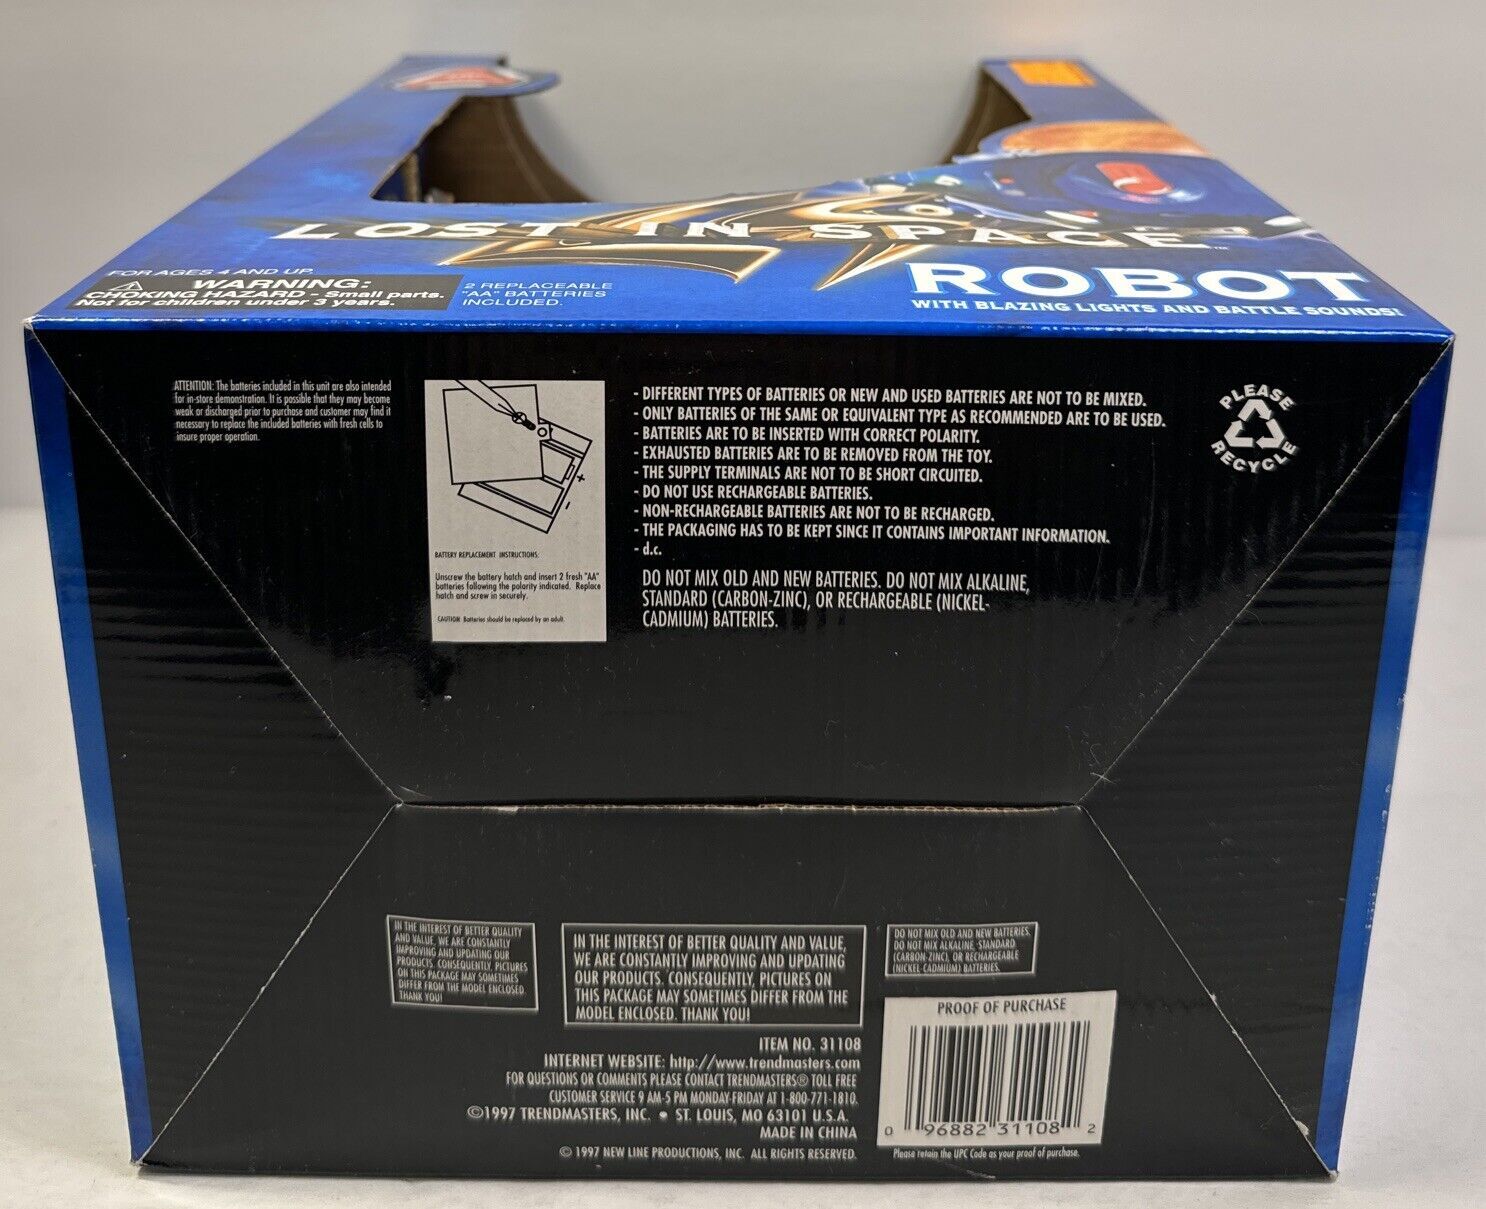 LOST IN SPACE
ROBOT
WITH BLAZING LIGHTS AND BATTLE SOUNDS!
FOR AGES 4 AND UP.
WARNING:
CHOKING HAZARD - Small parts.
Not for children under 3 years.
2 REPLACEABLE
"AA" BATTERIES
INCLUDED.
ATTENTION: The batteries included in this unit are also intended
for in-store demonstration. It is possible that they may become
weak or discharged prior to purchase and customer may find it
necessary to replace the included batteries with fresh cells to
insure proper operation.
+
-
BATTERY REPLACEMENT INSTRUCTIONS:
Unscrew the battery hatch and insert 2 fresh "AA"
batteries following the polarity indicated. Replace
hatch and screw in securely.
CAUTION: Batteries should be replaced by an adult.
- DIFFERENT TYPES OF BATTERIES OR NEW AND USED BATTERIES ARE NOT TO BE MIXED.
- ONLY BATTERIES OF THE SAME OR EQUIVALENT TYPE AS RECOMMENDED ARE TO BE USED.
- BATTERIES ARE TO BE INSERTED WITH CORRECT POLARITY.
- EXHAUSTED BATTERIES ARE TO BE REMOVED FROM THE TOY.
- THE SUPPLY TERMINALS ARE NOT TO BE SHORT CIRCUITED.
- DO NOT USE RECHARGEABLE BATTERIES.
- NON-RECHARGEABLE BATTERIES ARE NOT TO BE RECHARGED.
- THE PACKAGING HAS TO BE KEPT SINCE IT CONTAINS IMPORTANT INFORMATION.
- d.c.
DO NOT MIX OLD AND NEW BATTERIES. DO NOT MIX ALKALINE,
STANDARD (CARBON-ZINC), OR RECHARGEABLE (NICKEL-
CADMIUM) BATTERIES.
PLEASE
RECYCLE
IN THE INTEREST OF BETTER QUALITY
AND VALUE, WE ARE CONSTANTLY
IMPROVING AND UPDATING OUR
PRODUCTS. CONSEQUENTLY, PICTURES
ON THIS PACKAGE MAY SOMETIMES
DIFFER FROM THE MODEL ENCLOSED.
THANK YOU!
IN THE INTEREST OF BETTER QUALITY AND VALUE,
WE ARE CONSTANTLY IMPROVING AND UPDATING
OUR PRODUCTS. CONSEQUENTLY, PICTURES ON
THIS PACKAGE MAY SOMETIMES DIFFER FROM THE
MODEL ENCLOSED. THANK YOU!
DO NOT MIX OLD AND NEW BATTERIES.
DO NOT MIX ALKALINE, STANDARD
(CARBON-ZINC), OR RECHARGEABLE
(NICKEL-CADMIUM) BATTERIES.
ITEM NO. 31108
INTERNET WEBSITE: http://www.trendmasters.com
FOR QUESTIONS OR COMMENTS PLEASE CONTACT TRENDMASTERS® TOLL FREE
CUSTOMER SERVICE 9 AM-5 PM MONDAY-FRIDAY AT 1-800-771-1810.
©1997 TRENDMASTERS, INC. • ST. LOUIS, MO 63101 U.S.A.
MADE IN CHINA
© 1997 NEW LINE PRODUCTIONS, INC. ALL RIGHTS RESERVED.
PROOF OF PURCHASE
0 96882 31108 2
Please retain the UPC Code as your proof of purchase.